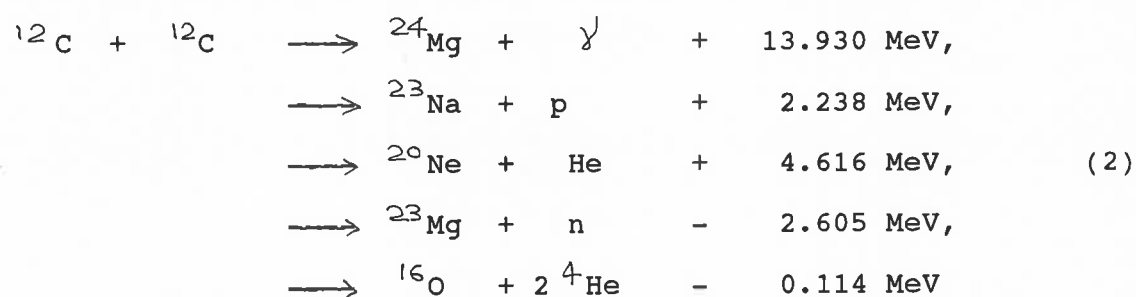 ¹²C + ¹²C ⟶ ²⁴Mg + γ + 13.930 MeV,
⟶ ²³Na + p + 2.238 MeV,
⟶ ²⁰Ne + He + 4.616 MeV, (2)
⟶ ²³Mg + n - 2.605 MeV,
⟶ ¹⁶O + 2 ⁴He - 0.114 MeV